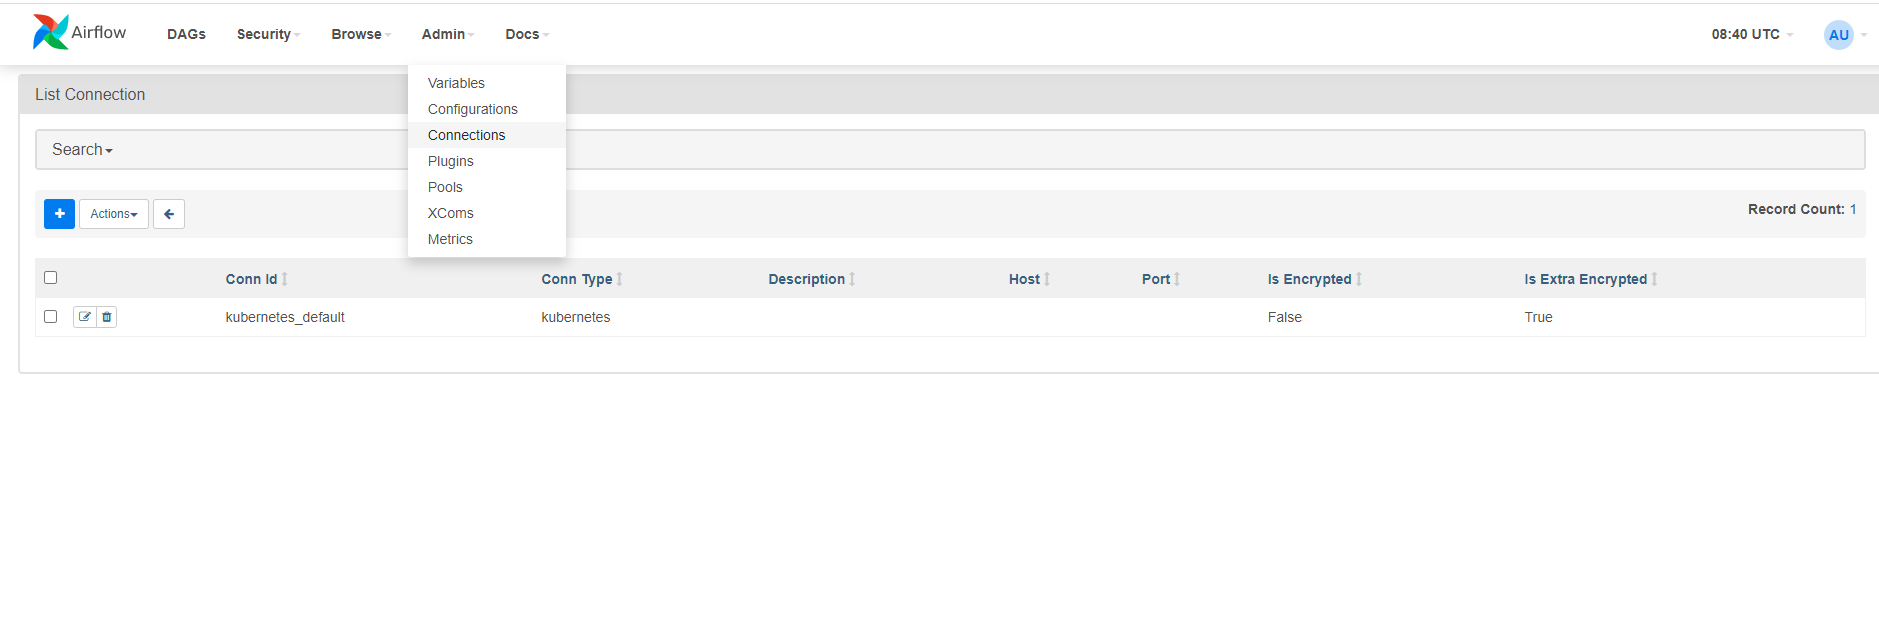 Airflow DAGs Security Browse Admin Docs 08:40 UTC AU
Variables
Configurations
Connections
Plugins
Pools
XComs
Metrics
List Connection
Search
Actions
Record Count: 1
Conn Id Conn Type Description Host Port Is Encrypted Is Extra Encrypted
kubernetes_default kubernetes False True